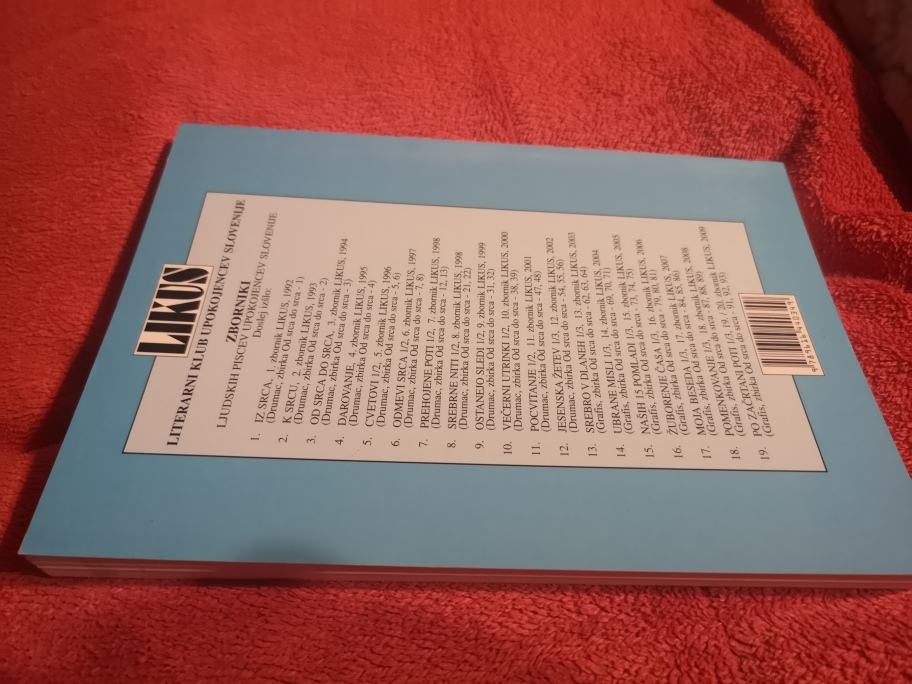 LIKUS
LITERARNI KLUB UPOKOJENCEV SLOVENIJE
ZBORNIKI
LJUDSKIH PISCEV UPOKOJENCEV SLOVENIJE
Doslej izšlo:
1. IZ SRCA, 1. zbornik LIKUS, 1992
(Drumac, zbirka Od srca do srca - 1)
2. K SRCU, 2. zbornik LIKUS, 1993
(Drumac, zbirka Od srca do srca - 2)
3. OD SRCA DO SRCA, 3. zbornik LIKUS, 1994
(Drumac, zbirka Od srca do srca - 3)
4. DAROVANJE, 4. zbornik LIKUS, 1995
(Drumac, zbirka Od srca do srca - 4)
5. CVETOVI 1/2, 5. zbornik LIKUS, 1996
(Drumac, zbirka Od srca do srca - 5, 6)
6. ODMEVI SRCA 1/2, 6. zbornik LIKUS, 1997
(Drumac, zbirka Od srca do srca - 7, 8)
7. PREHOJENE POTI 1/2, 7. zbornik LIKUS, 1998
(Drumac, zbirka Od srca do srca - 12, 13)
8. SREBRNE NITI 1/2, 8. zbornik LIKUS, 1998
(Drumac, zbirka Od srca do srca - 21, 22)
9. OSTANEJO SLEDI 1/2, 9. zbornik LIKUS, 1999
(Drumac, zbirka Od srca do srca - 31, 32)
10. VEČERNI UTRINKI 1/2, 10. zbornik LIKUS, 2000
(Drumac, zbirka Od srca do srca - 38, 39)
11. POCVITANJE 1/2, 11. zbornik LIKUS, 2001
(Drumac, zbirka Od srca do srca - 47, 48)
12. JESENSKA ŽETEV 1/3, 12. zbornik LIKUS, 2002
(Drumac, zbirka Od srca do srca - 54, 55, 56)
13. SREBRO V DLANEH 1/3, 13. zbornik LIKUS, 2003
(Grafis, zbirka Od srca do srca - 62, 63, 64)
14. UBRANE MISLI 1/3, 14. zbornik LIKUS, 2004
(Grafis, zbirka Od srca do srca - 69, 70, 71)
15. NAŠIH 15 POMLADI 1/3, 15. zbornik LIKUS, 2005
(Grafis, zbirka Od srca do srca - 73, 74, 75)
16. ŽUBORENJE ČASA 1/3, 16. zbornik LIKUS, 2006
(Grafis, zbirka Od srca do srca - 79, 80, 81)
17. MOJA BESEDA 1/3, 17. zbornik LIKUS, 2007
(Grafis, zbirka Od srca do srca - 84, 85, 86)
18. POMENKOVANJE 1/3, 18. zbornik LIKUS, 2008
(Grafis, zbirka Od srca do srca - 87, 88, 89)
19. PO ZAČRTANI POTI 1/3, 19. zbornik LIKUS, 2009
(Grafis, zbirka Od srca do srca - 91, 92, 93)